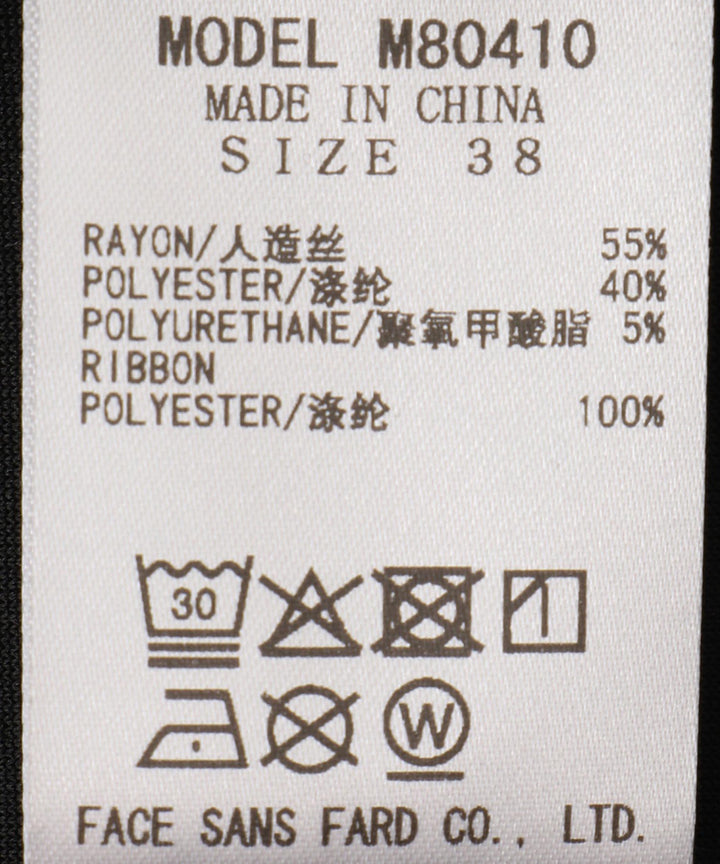 MODEL M80410
MADE IN CHINA
SIZE 38
RAYON/人造丝 55%
POLYESTER/涤纶 40%
POLYURETHANE/聚氧甲酸脂 5%
RIBBON
POLYESTER/涤纶 100%
30
W
FACE SANS FARD CO., LTD.